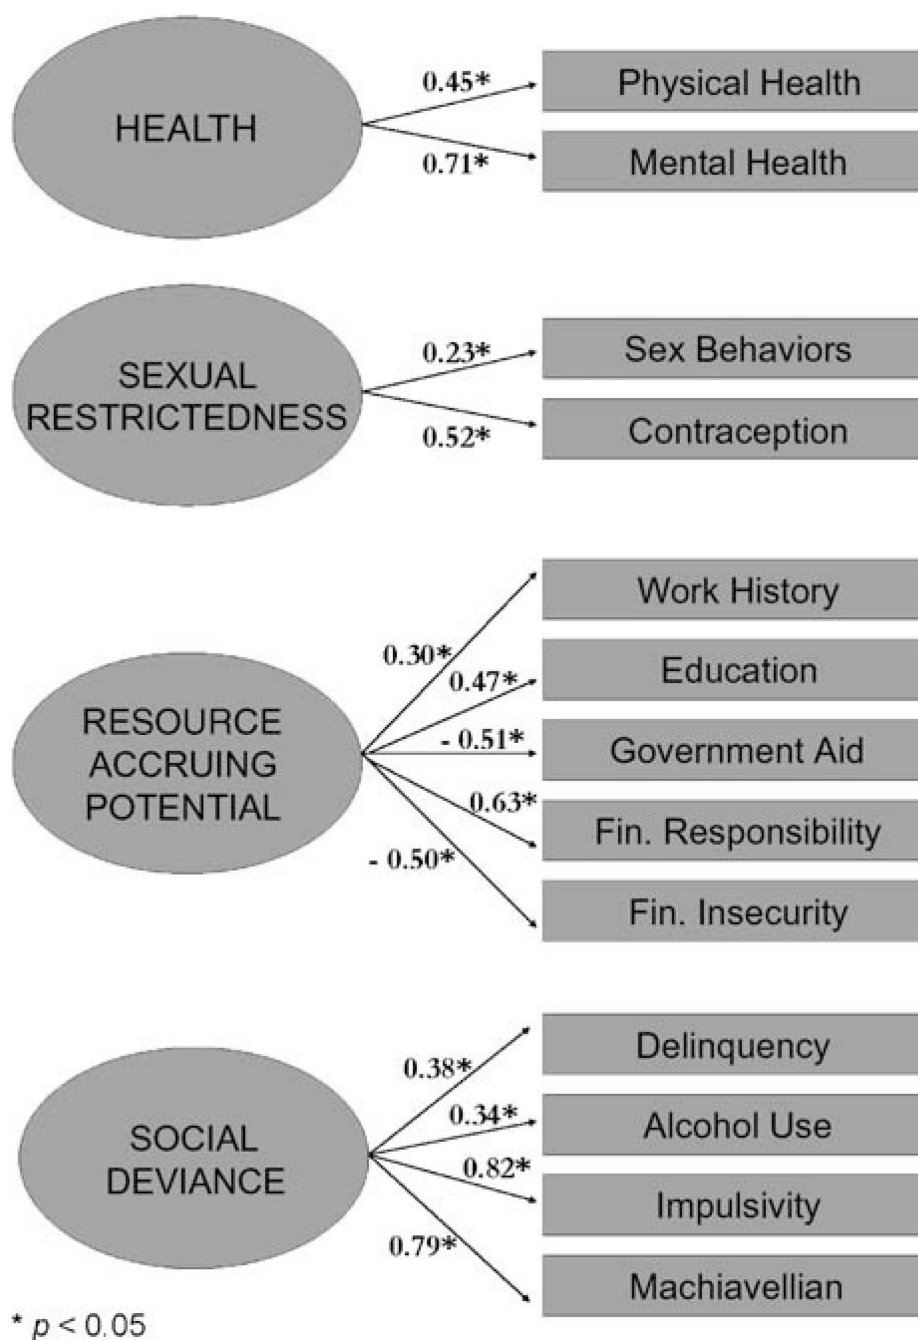 HEALTH
0.45*
Physical Health
0.71*
Mental Health
SEXUAL
RESTRICTEDNESS
0.23*
Sex Behaviors
0.52*
Contraception
RESOURCE
ACCRUING
POTENTIAL
0.30*
Work History
0.47*
Education
- 0.51*
Government Aid
0.63*
Fin. Responsibility
- 0.50*
Fin. Insecurity
SOCIAL
DEVIANCE
0.38*
Delinquency
0.34*
Alcohol Use
0.82*
Impulsivity
0.79*
Machiavellian
* p < 0.05